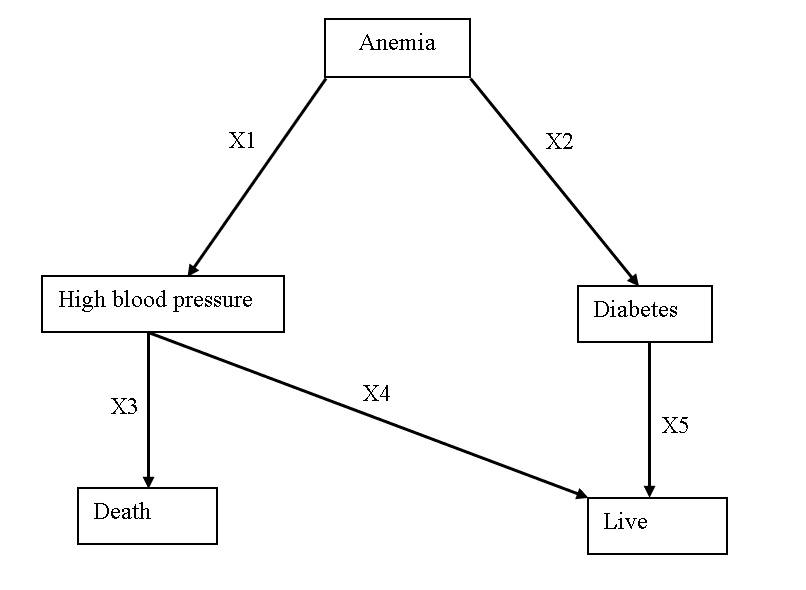 Anemia
X1
X2
High blood pressure
Diabetes
X3
X4
X5
Death
Live